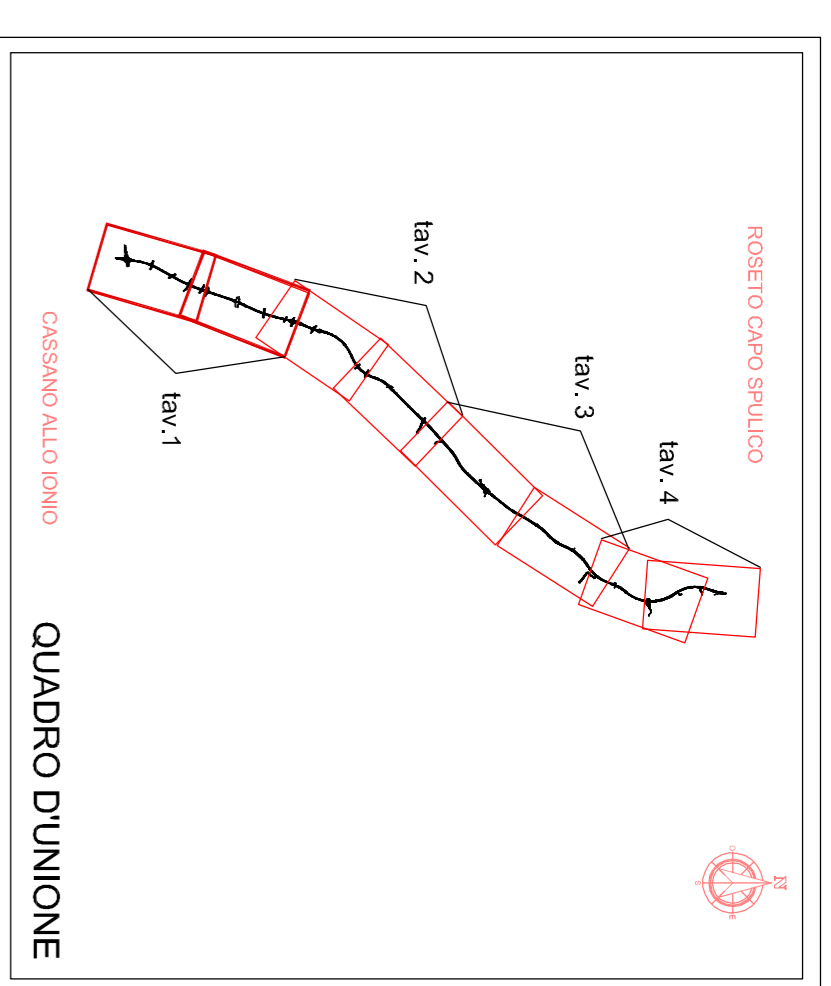 ROSETO CAPO SPULICO
tav. 4
tav. 3
tav. 2
tav.1
CASSANO ALLO IONIO
N
O
E
S
QUADRO D'UNIONE